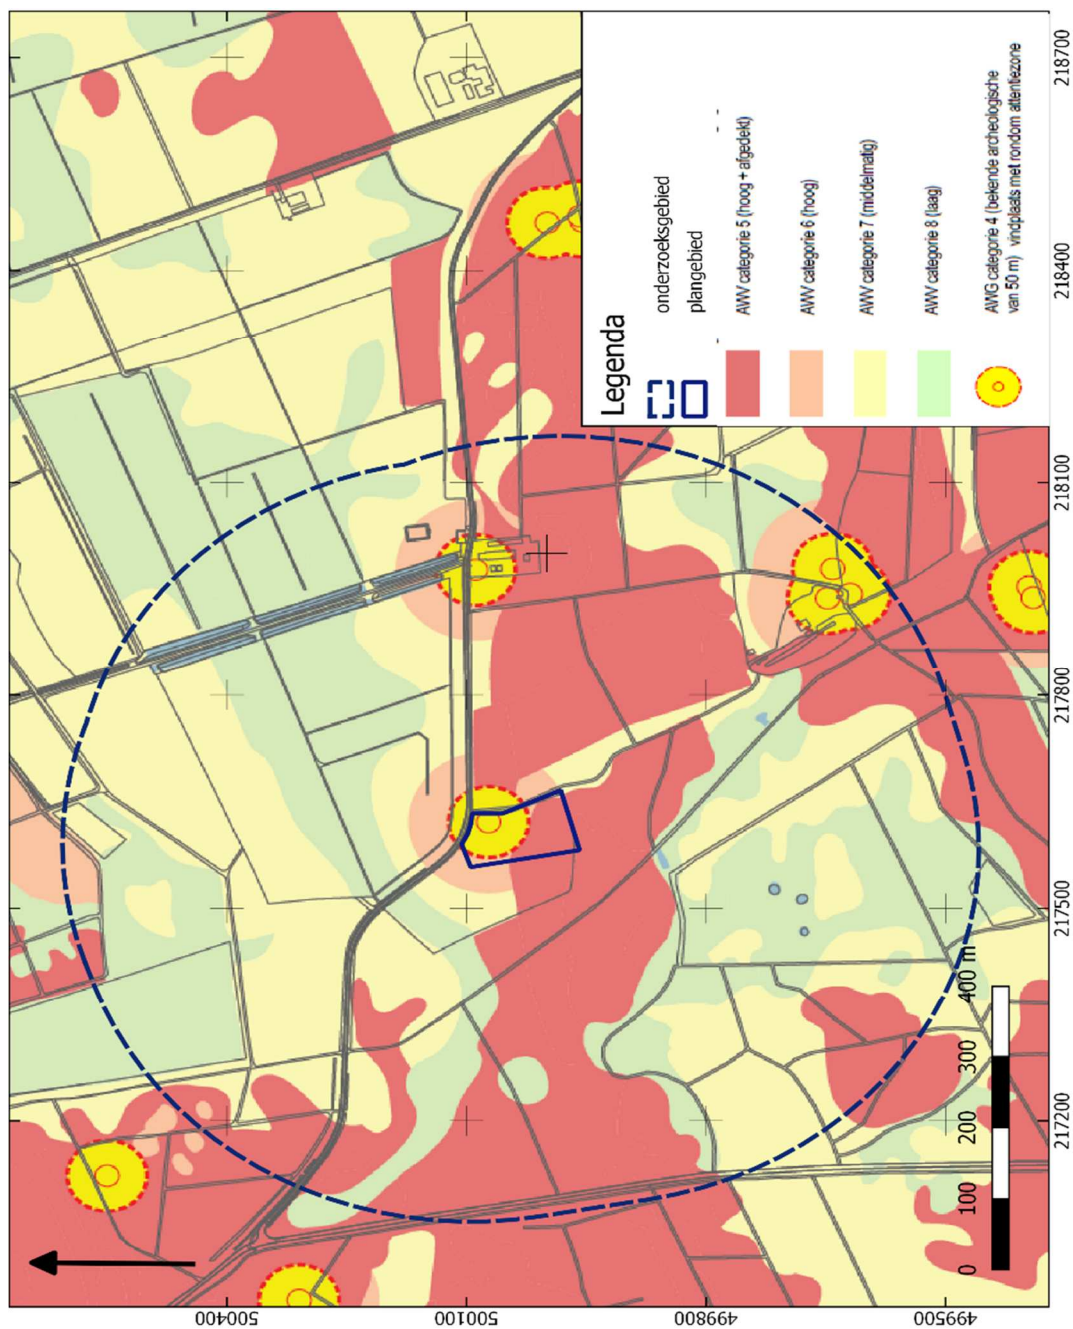 Legenda
onderzoeksgebied
plangebied
AWV categorie 5 (hoog + afgedekt)
AWV categorie 6 (hoog)
AWV categorie 7 (middelmatig)
AWV categorie 8 (laag)
AWG categorie 4 (bekende archeologische
van 50 m) vindplaats met rondom attentiezone
217200
217500
217800
218100
218400
218700
500400
500100
499800
499500
0 100 200 300 400 m